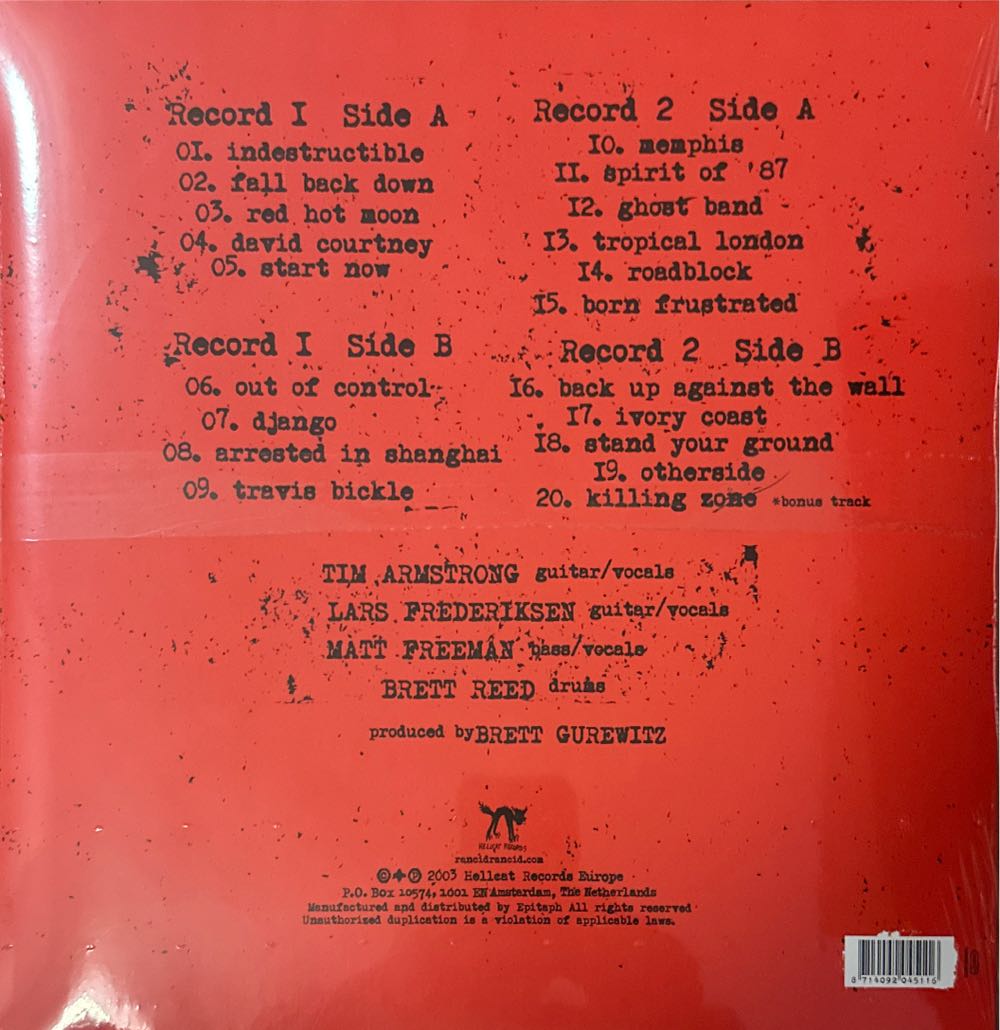 Record I Side A
01. indestructible
02. fall back down
03. red hot moon
04. david courtney
05. start now
Record I Side B
06. out of control
07. django
08. arrested in shanghai
09. travis bickle
Record 2 Side A
10. memphis
11. spirit of '87
12. ghost band
13. tropical london
14. roadblock
15. born frustrated
Record 2 Side B
16. back up against the wall
17. ivory coast
18. stand your ground
19. otherside
20. killing zone *bonus track
TIM ARMSTRONG guitar/vocals
LARS FREDERIKSEN guitar/vocals
MATT FREEMAN bass/vocals
BRETT REED drums
produced by BRETT GUREWITZ
HELLCAT RECORDS
rancidrancid.com
© ℗ 2003 Hellcat Records Europe
P.O. Box 10574, 1001 EN Amsterdam, The Netherlands
Manufactured and distributed by Epitaph All rights reserved
Unauthorized duplication is a violation of applicable laws.
8 714092 045116